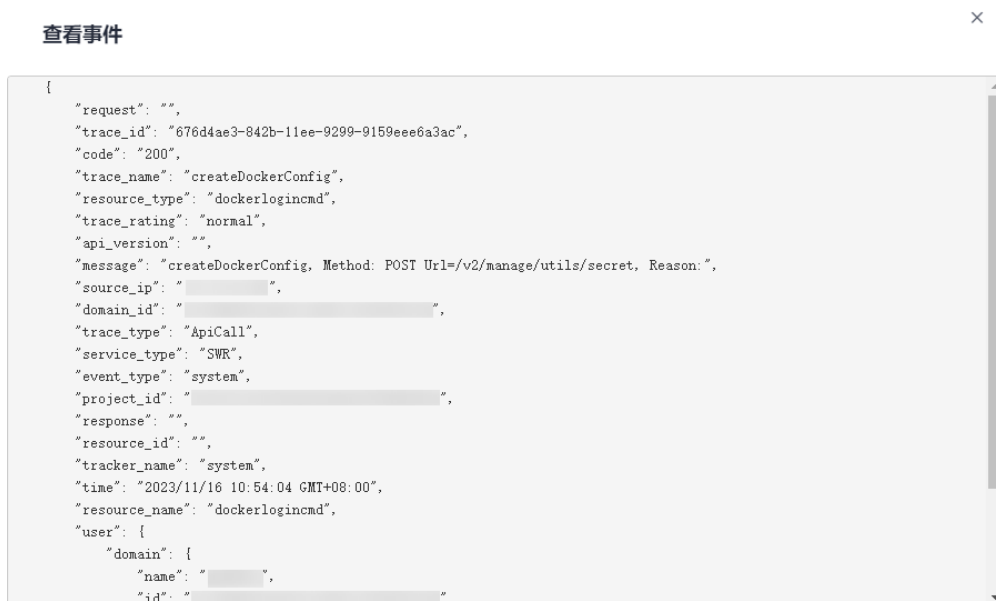 查看事件
{
"request": "",
"trace_id": "676d4ae3-842b-11ee-9299-9159eee6a3ac",
"code": "200",
"trace_name": "createDockerConfig",
"resource_type": "dockerlogincmd",
"trace_rating": "normal",
"api_version": "",
"message": "createDockerConfig, Method: POST Url=/v2/manage/utils/secret, Reason:",
"source_ip": "",
"domain_id": "",
"trace_type": "ApiCall",
"service_type": "SWR",
"event_type": "system",
"project_id": "",
"response": "",
"resource_id": "",
"tracker_name": "system",
"time": "2023/11/16 10:54:04 GMT+08:00",
"resource_name": "dockerlogincmd",
"user": {
"domain": {
"name": "",
"id": ""